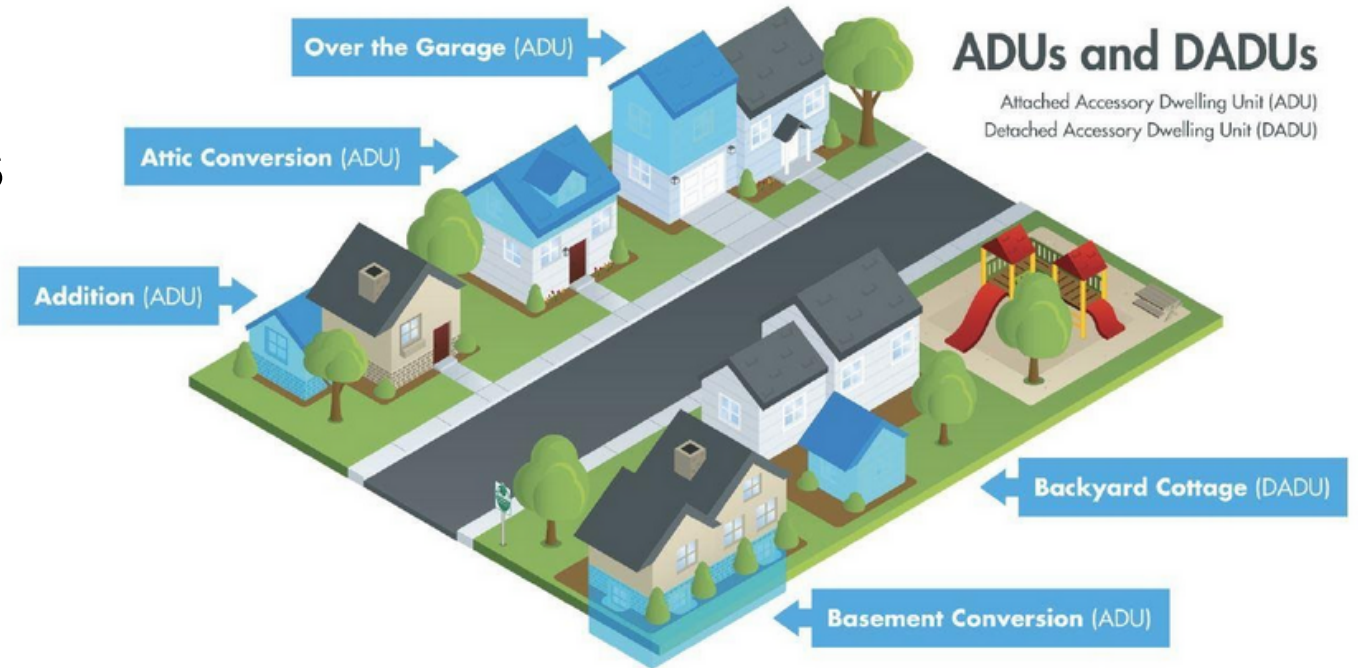 ADUs and DADUs
Attached Accessory Dwelling Unit (ADU)
Detached Accessory Dwelling Unit (DADU)
Over the Garage (ADU)
Attic Conversion (ADU)
Addition (ADU)
Backyard Cottage (DADU)
Basement Conversion (ADU)